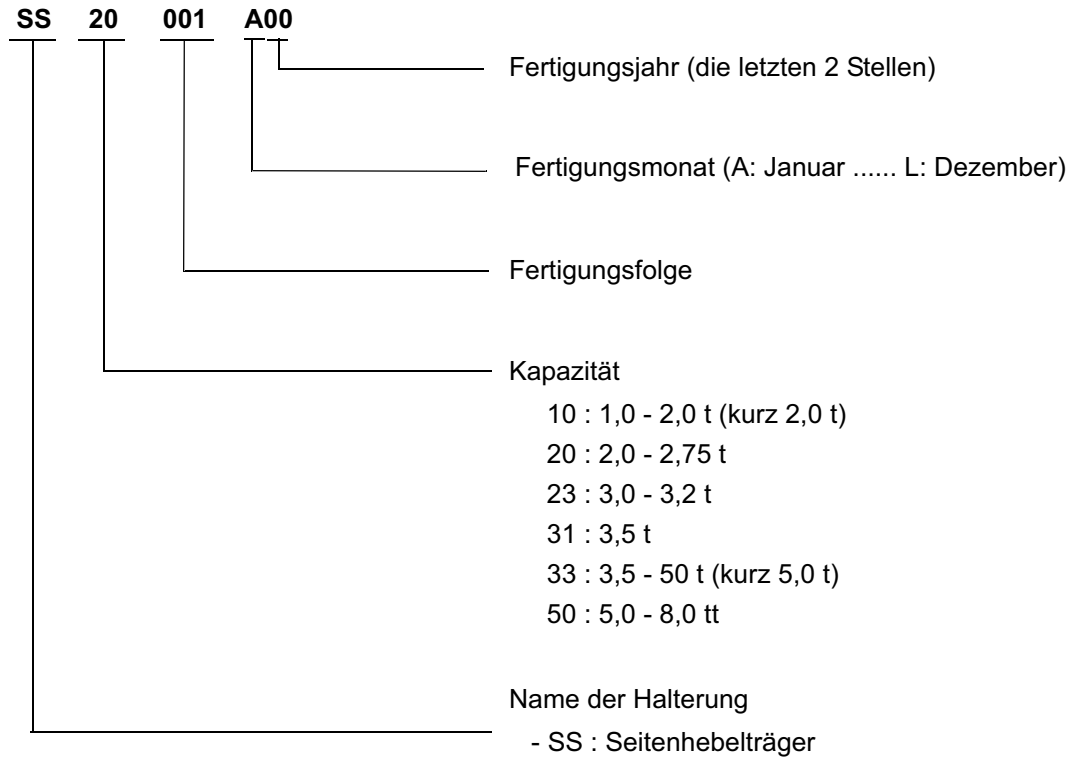 SS 20 001 A00
Fertigungsjahr (die letzten 2 Stellen)
Fertigungsmonat (A: Januar ...... L: Dezember)
Fertigungsfolge
Kapazität
10 : 1,0 - 2,0 t (kurz 2,0 t)
20 : 2,0 - 2,75 t
23 : 3,0 - 3,2 t
31 : 3,5 t
33 : 3,5 - 50 t (kurz 5,0 t)
50 : 5,0 - 8,0 tt
Name der Halterung
- SS : Seitenhebelträger